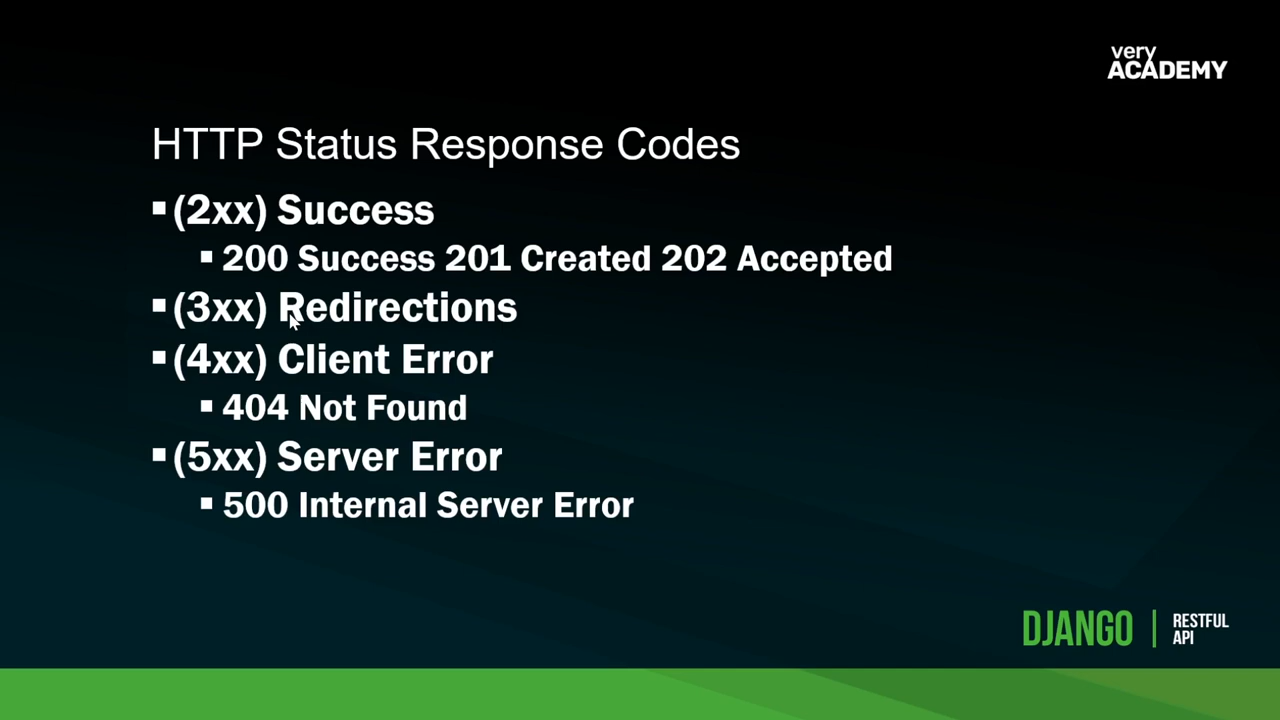 very
ACADEMY
HTTP Status Response Codes
(2xx) Success
200 Success 201 Created 202 Accepted
(3xx) Redirections
(4xx) Client Error
404 Not Found
(5xx) Server Error
500 Internal Server Error
DJANGO
RESTFUL
API